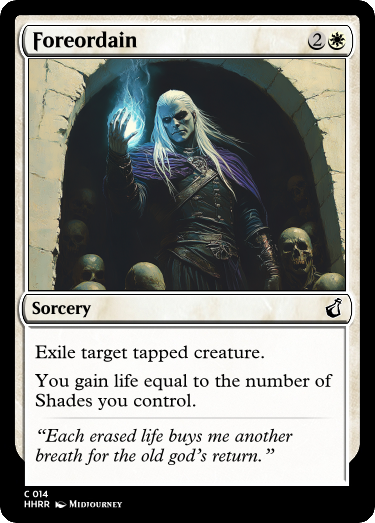 Foreordain 2
Sorcery
Exile target tapped creature.
You gain life equal to the number of
Shades you control.
“Each erased life buys me another
breath for the old god's return.”
C 014
HHRR Midjourney